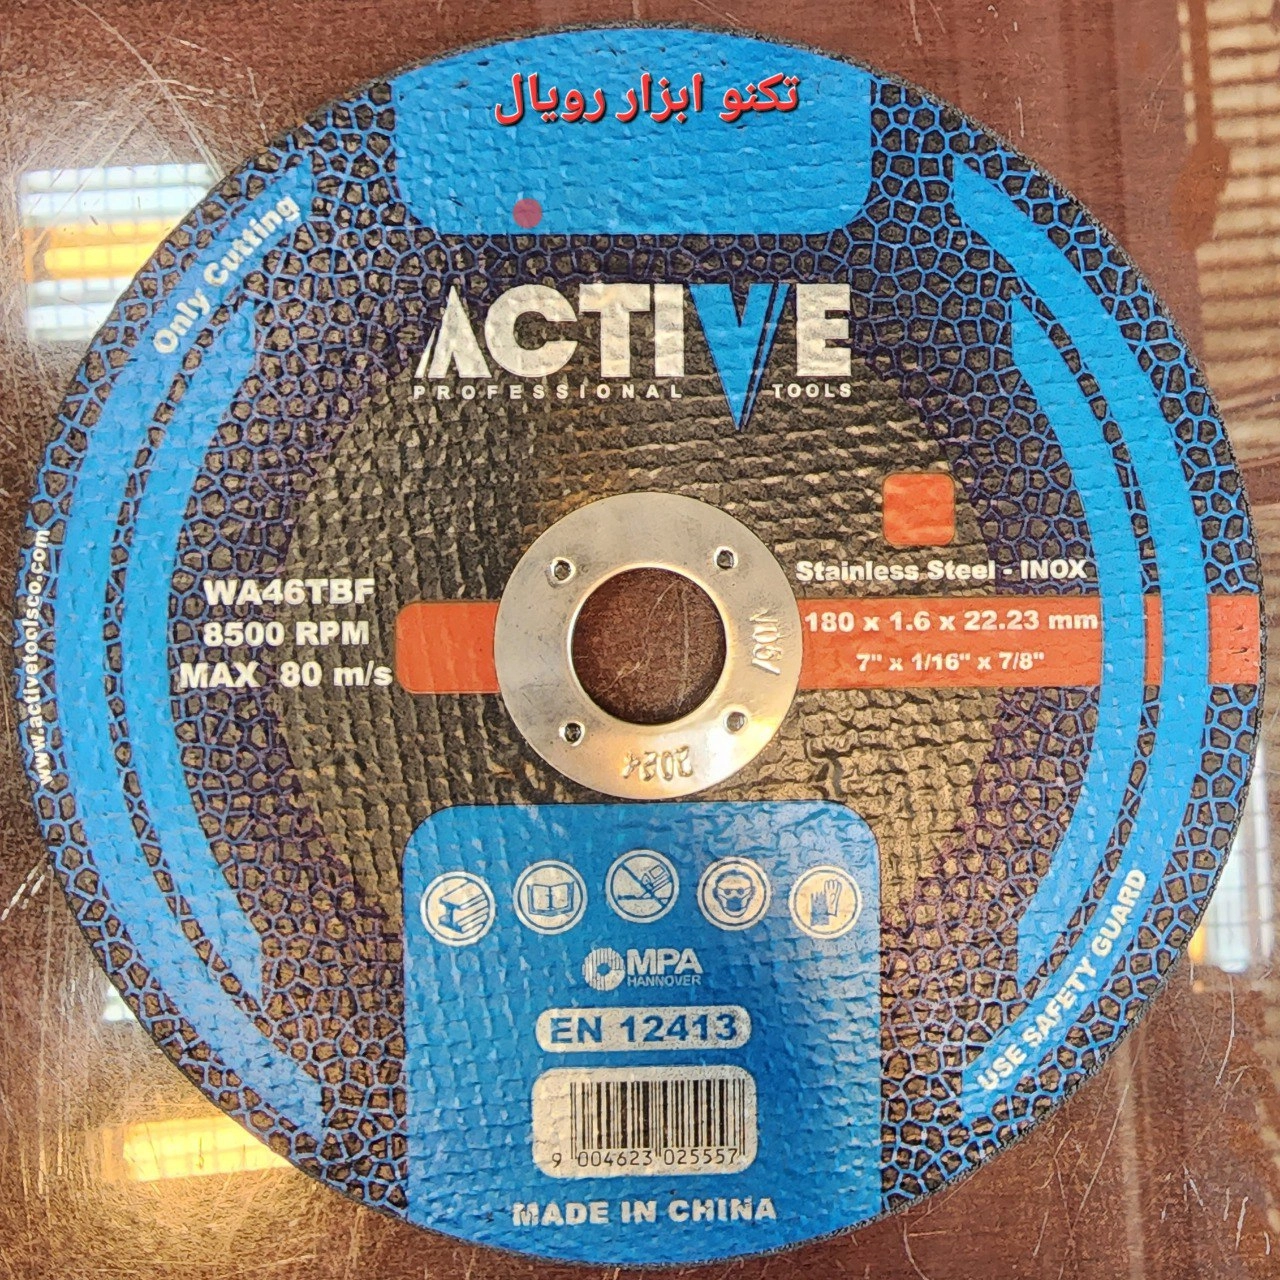 تکنو ابزار رویال
Only Cutting
ACTIVE
PROFESSIONAL TOOLS
www.activetoolsco.com
WA46TBF
8500 RPM
MAX 80 m/s
Stainless Steel - INOX
180 x 1.6 x 22.23 mm
7" x 1/16" x 7/8"
V05/
2024
USE SAFETY GUARD
MPA
HANNOVER
EN 12413
9 004623 025557
MADE IN CHINA